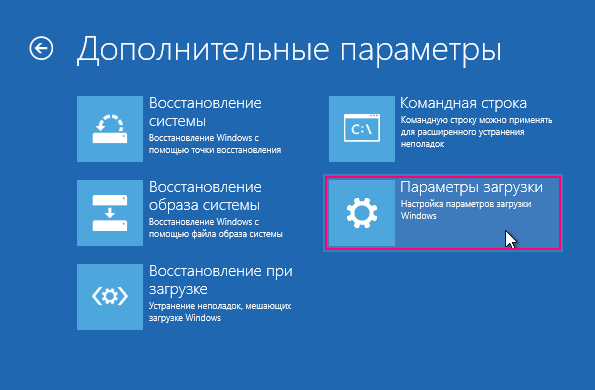 Дополнительные параметры
Восстановление
системы
Восстановление Windows с
помощью точки восстановления
Восстановление
образа системы
Восстановление Windows с
помощью файла образа системы
Восстановление при
загрузке
Устранение неполадок, мешающих
загрузке Windows
C:\
Командная строка
Командную строку можно применять
для расширенного устранения
неполадок
Параметры загрузки
Настройка параметров загрузки
Windows